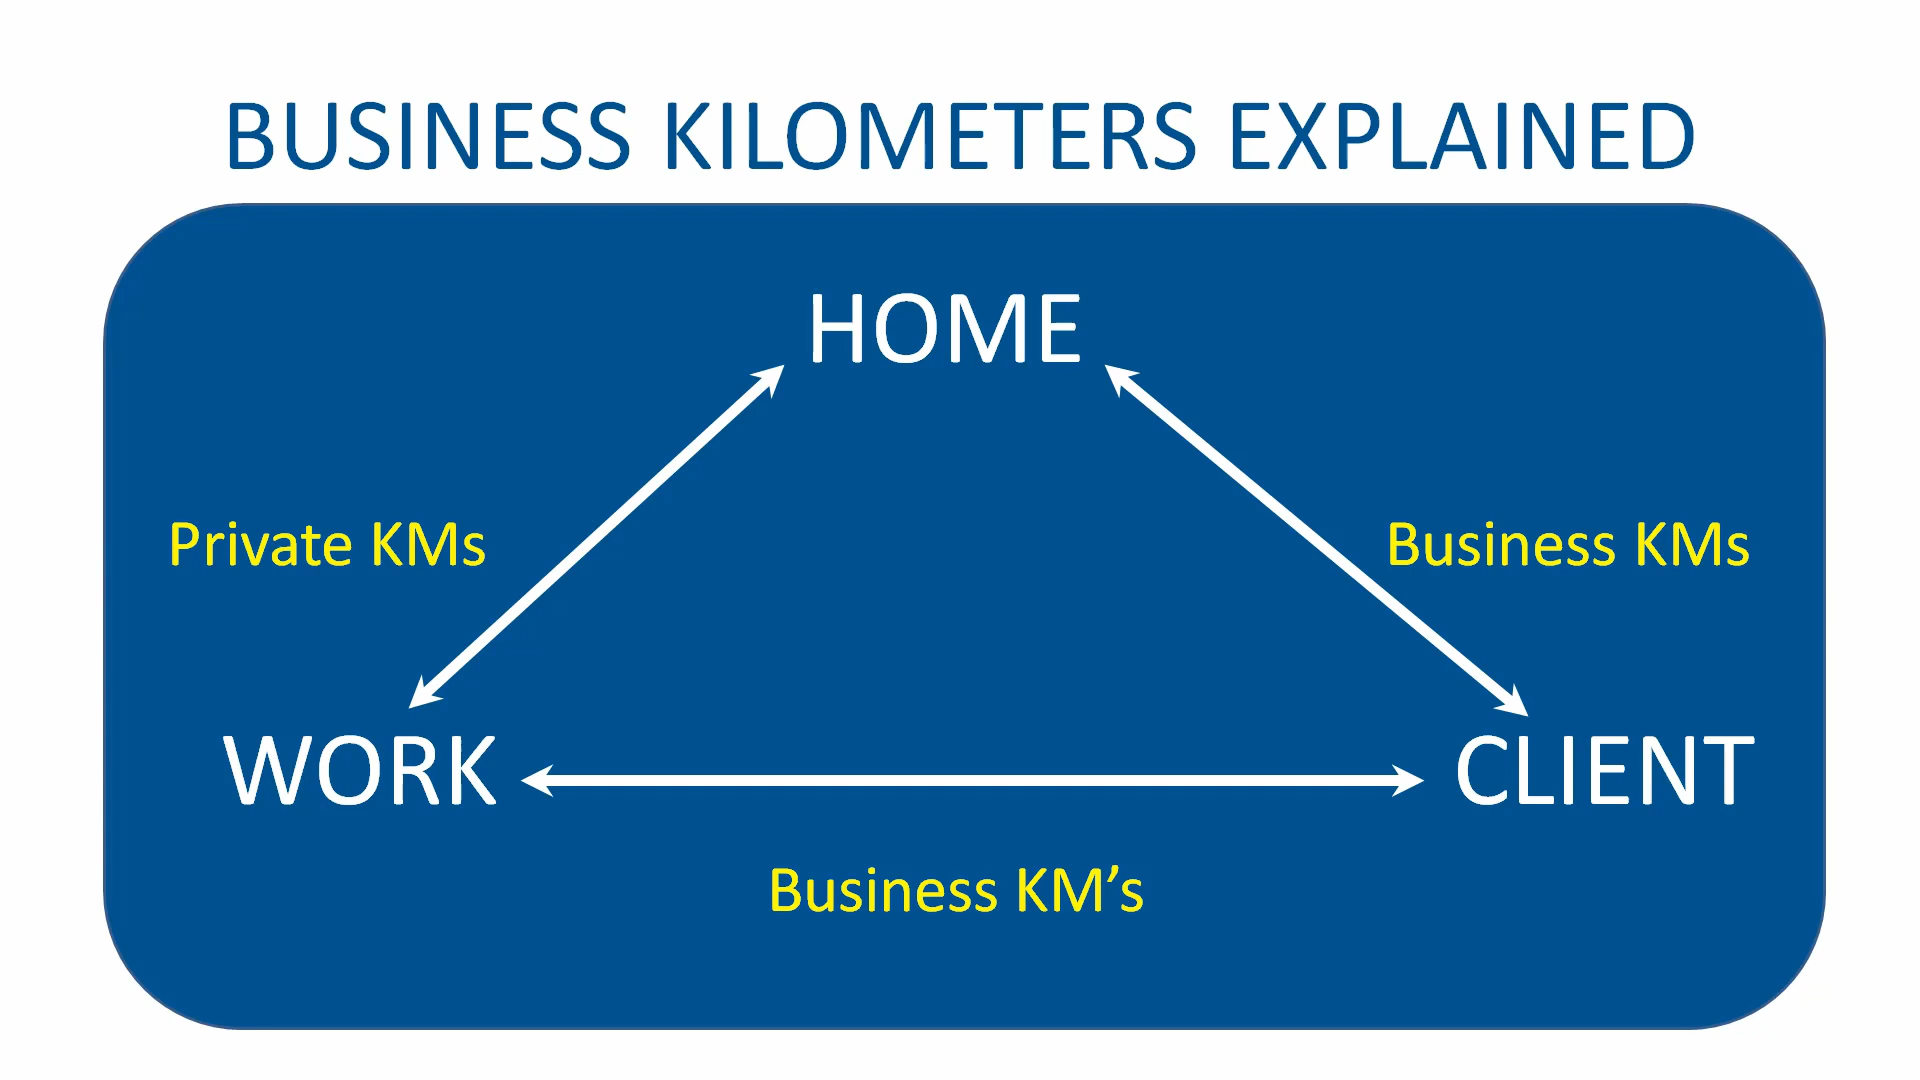 BUSINESS KILOMETERS EXPLAINED
HOME
Private KMs
Business KMs
WORK
CLIENT
Business KM’s